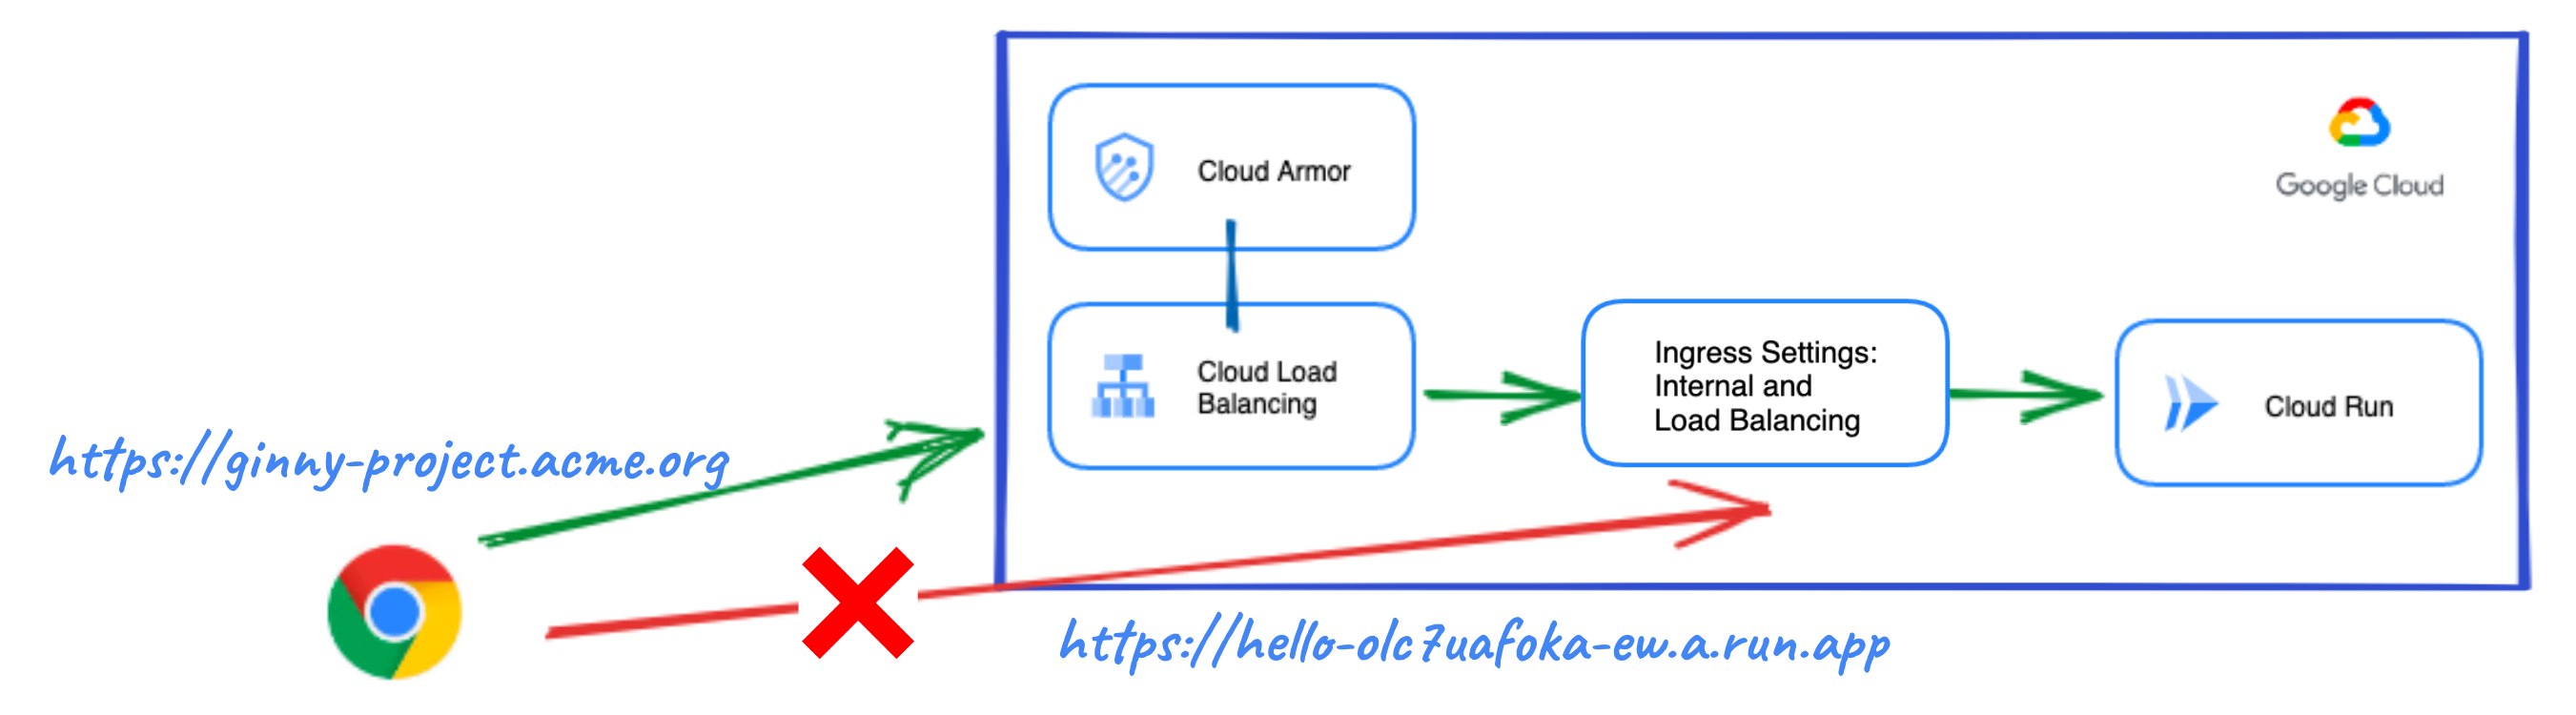 Cloud Armor
Google Cloud
Cloud Load
Balancing
Ingress Settings:
Internal and
Load Balancing
Cloud Run
https://ginny-project.acme.org
https://hello-olc7uafoka-ew.a.run.app